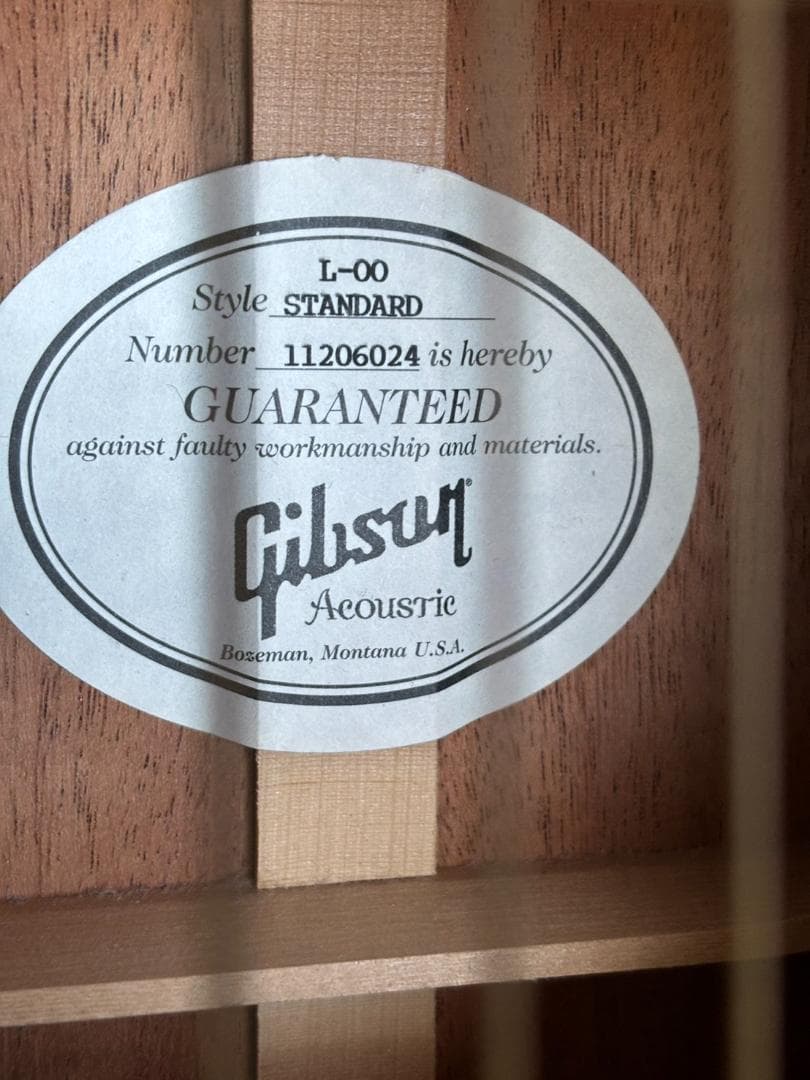 L-00
Style STANDARD
Number 11206024 is hereby
GUARANTEED
against faulty workmanship and materials.
Gibson®
Acoustic
Bozeman, Montana U.S.A.